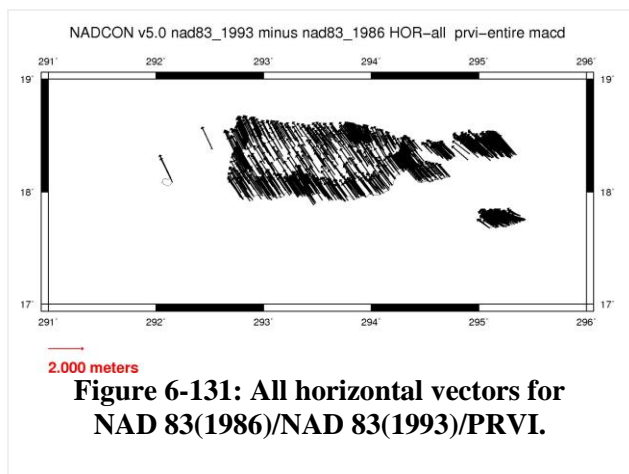 NADCON v5.0 nad83_1993 minus nad83_1986 HOR-all prvi-entire macd
291° 292° 293° 294° 295° 296°
19° 19°
18° 18°
17° 17°
291° 292° 293° 294° 295° 296°
2.000 meters
Figure 6-131: All horizontal vectors for
NAD 83(1986)/NAD 83(1993)/PRVI.